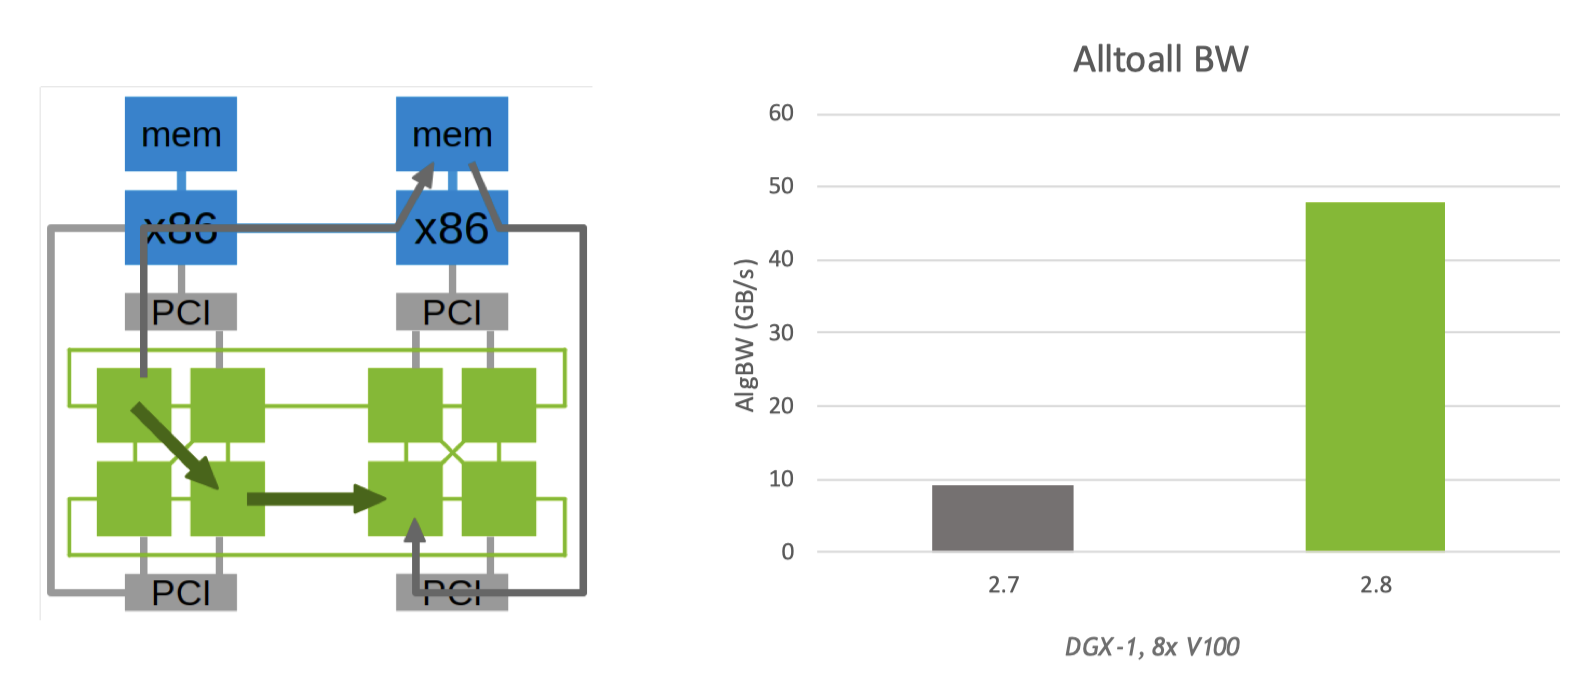 mem
mem
x86
x86
PCI
PCI
PCI
PCI
Alltoall BW
AlgBW (GB/s)
60
50
40
30
20
10
0
2.7
2.8
DGX-1, 8x V100